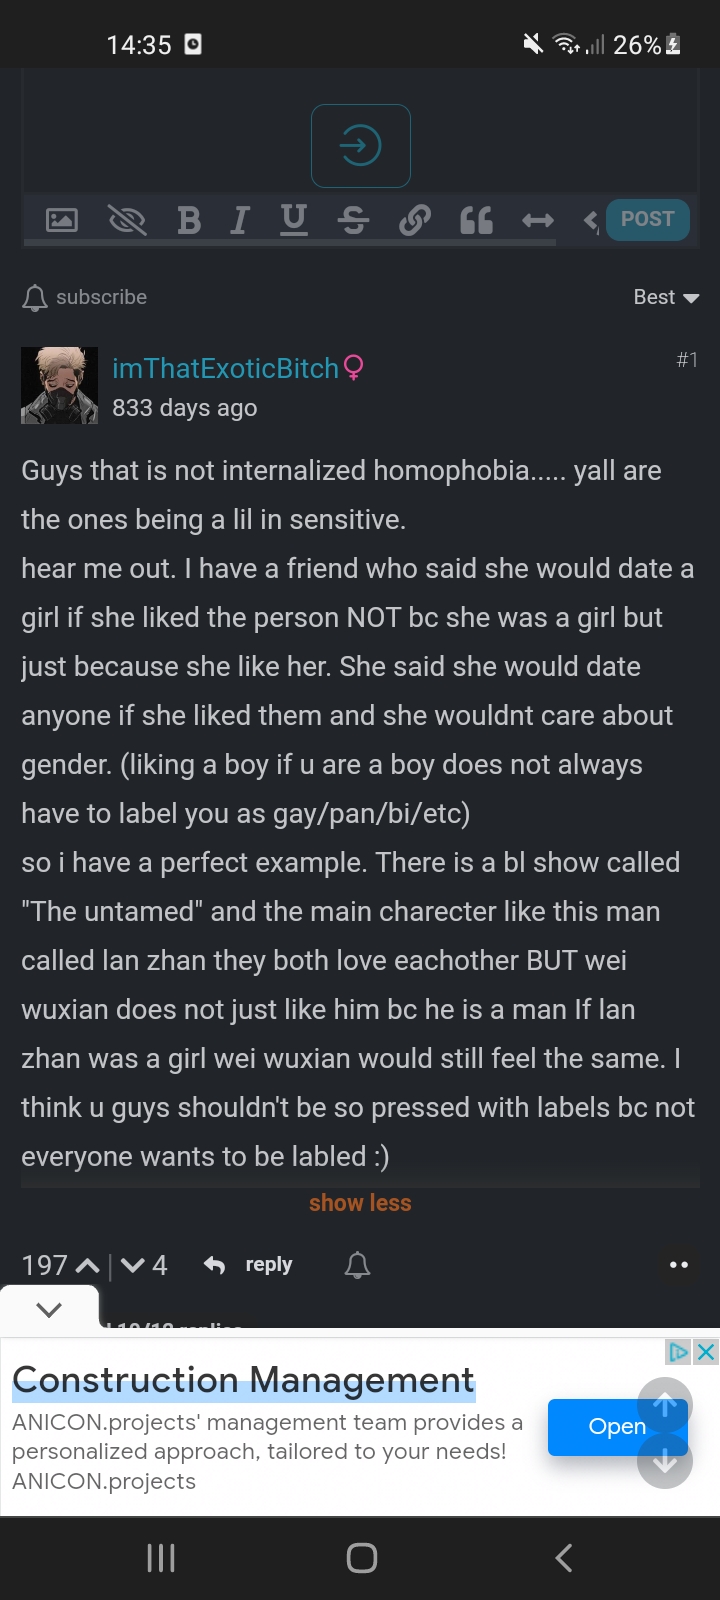 14:35
26%
B I U S POST
subscribe
Best
imThatExoticBitch
#1
833 days ago
Guys that is not internalized homophobia..... yall are
the ones being a lil in sensitive.
hear me out. I have a friend who said she would date a
girl if she liked the person NOT bc she was a girl but
just because she like her. She said she would date
anyone if she liked them and she wouldnt care about
gender. (liking a boy if u are a boy does not always
have to label you as gay/pan/bi/etc)
so i have a perfect example. There is a bl show called
"The untamed" and the main charecter like this man
called lan zhan they both love eachother BUT wei
wuxian does not just like him bc he is a man If lan
zhan was a girl wei wuxian would still feel the same. I
think u guys shouldn't be so pressed with labels bc not
everyone wants to be labled :)
show less
197 | 4 reply
Construction Management
ANICON.projects' management team provides a
personalized approach, tailored to your needs!
ANICON.projects
Open